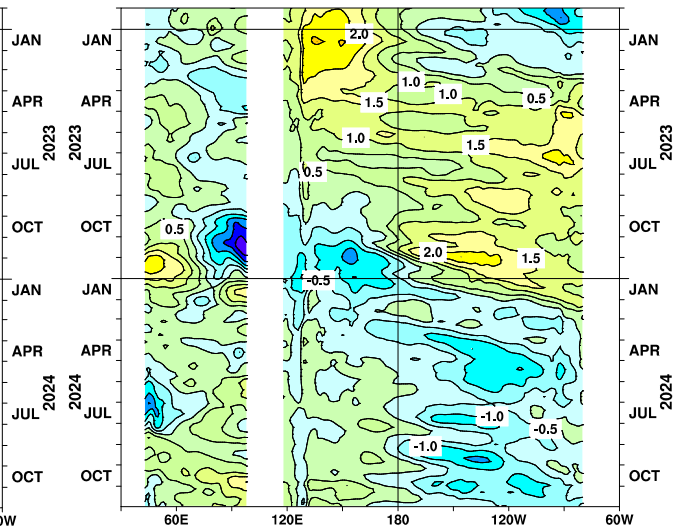 JAN JAN 2.0 JAN
1.0 1.0
APR APR 1.5 0.5 APR
2023 2023 1.0 1.5 2023
JUL JUL 0.5 JUL
OCT OCT 0.5 OCT
2.0 1.5
-0.5
JAN JAN JAN
APR APR APR
2024 2024 2024
JUL JUL -1.0 JUL
-0.5
-1.0
OCT OCT OCT
0W 60E 120E 180 120W 60W